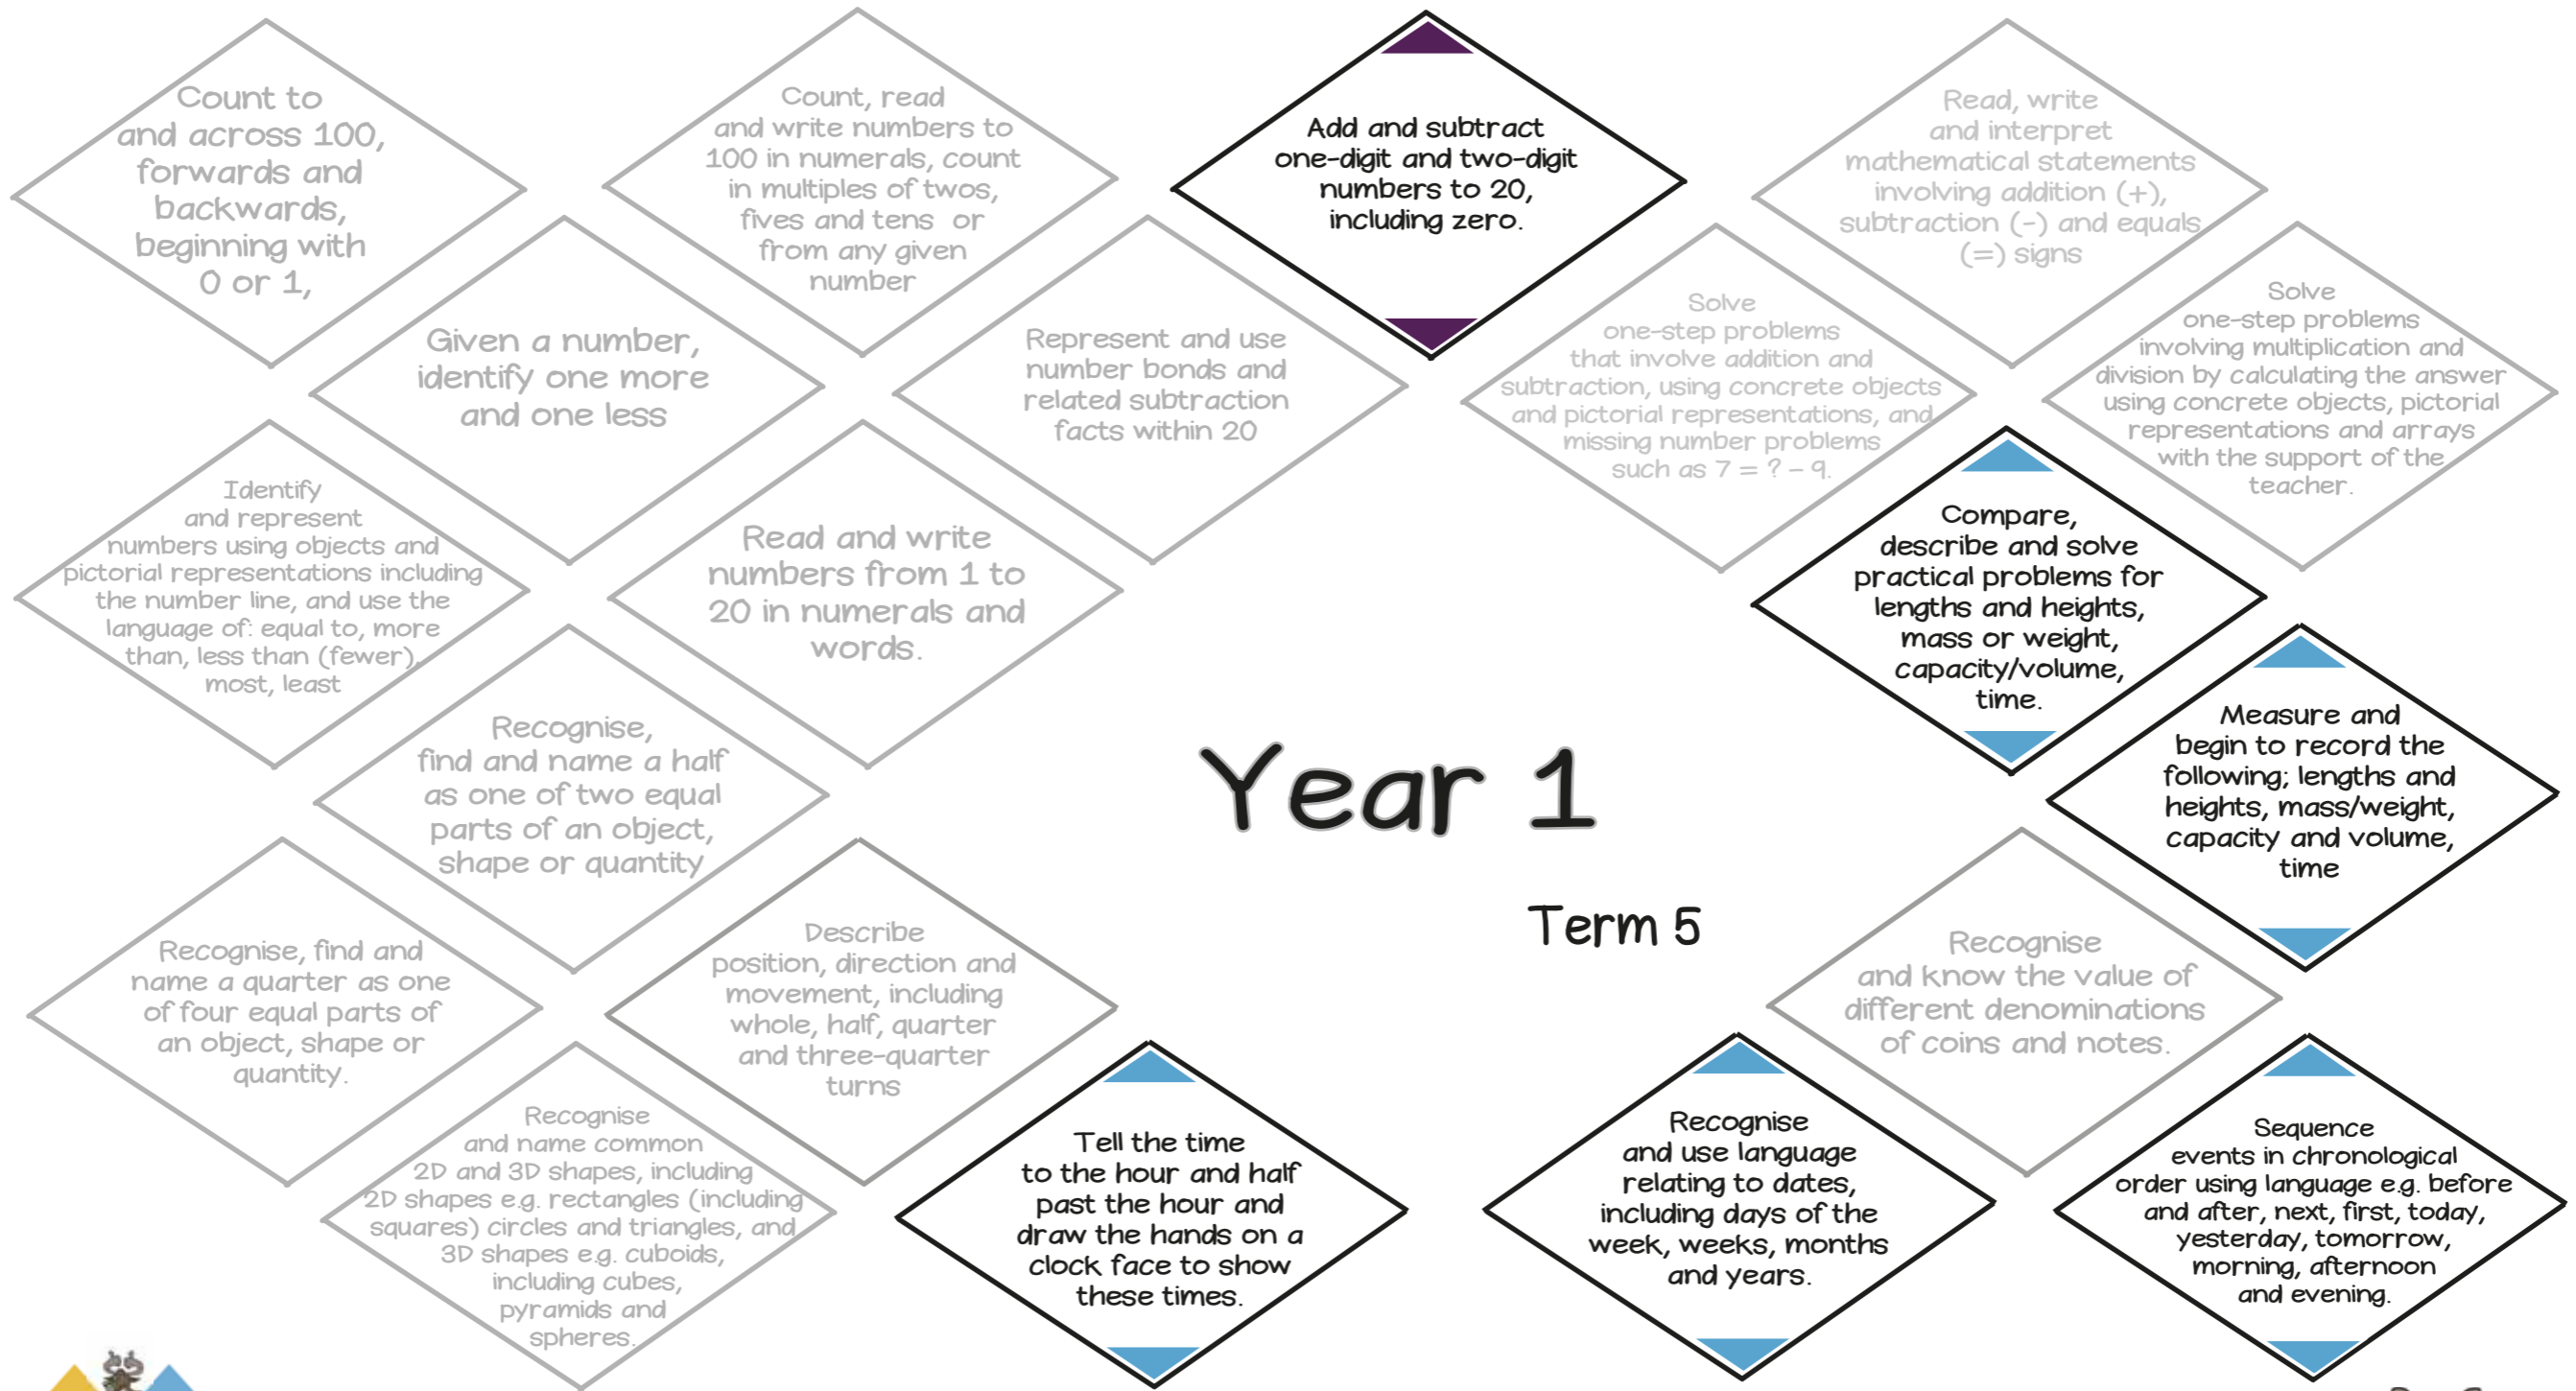 Count to
and across 100,
forwards and
backwards,
beginning with
0 or 1,
Count, read
and write numbers to
100 in numerals, count
in multiples of twos,
fives and tens or
from any given
number
Add and subtract
one-digit and two-digit
numbers to 20,
including zero.
Read, write
and interpret
mathematical statements
involving addition (+),
subtraction (-) and equals
(=) signs
Given a number,
identify one more
and one less
Represent and use
number bonds and
related subtraction
facts within 20
Solve
one-step problems
that involve addition and
subtraction, using concrete objects
and pictorial representations, and
missing number problems
such as 7 = ? – 9.
Solve
one-step problems
involving multiplication and
division by calculating the answer
using concrete objects, pictorial
representations and arrays
with the support of the
teacher.
Identify
and represent
numbers using objects and
pictorial representations including
the number line, and use the
language of: equal to, more
than, less than (fewer),
most, least
Read and write
numbers from 1 to
20 in numerals and
words.
Compare,
describe and solve
practical problems for
lengths and heights,
mass or weight,
capacity/volume,
time.
Recognise,
find and name a half
as one of two equal
parts of an object,
shape or quantity
Year 1
Term 5
Measure and
begin to record the
following; lengths and
heights, mass/weight,
capacity and volume,
time
Recognise, find and
name a quarter as one
of four equal parts of
an object, shape or
quantity.
Describe
position, direction and
movement, including
whole, half, quarter
and three-quarter
turns
Recognise
and know the value of
different denominations
of coins and notes.
Recognise
and name common
2D and 3D shapes, including
2D shapes e.g. rectangles (including
squares) circles and triangles, and
3D shapes e.g. cuboids,
including cubes,
pyramids and
spheres.
Tell the time
to the hour and half
past the hour and
draw the hands on a
clock face to show
these times.
Recognise
and use language
relating to dates,
including days of the
week, weeks, months
and years.
Sequence
events in chronological
order using language e.g. before
and after, next, first, today,
yesterday, tomorrow,
morning, afternoon
and evening.